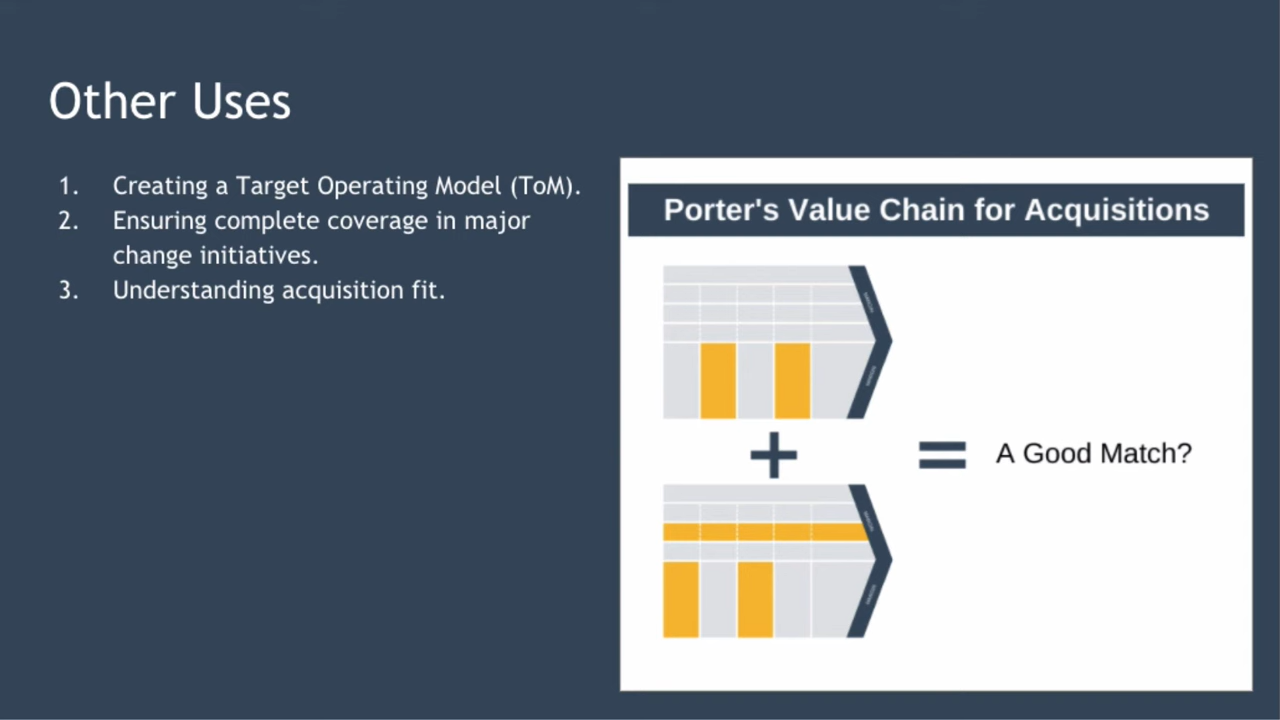 Other Uses
1. Creating a Target Operating Model (ToM).
2. Ensuring complete coverage in major
change initiatives.
3. Understanding acquisition fit.
Porter's Value Chain for Acquisitions
+ = A Good Match?